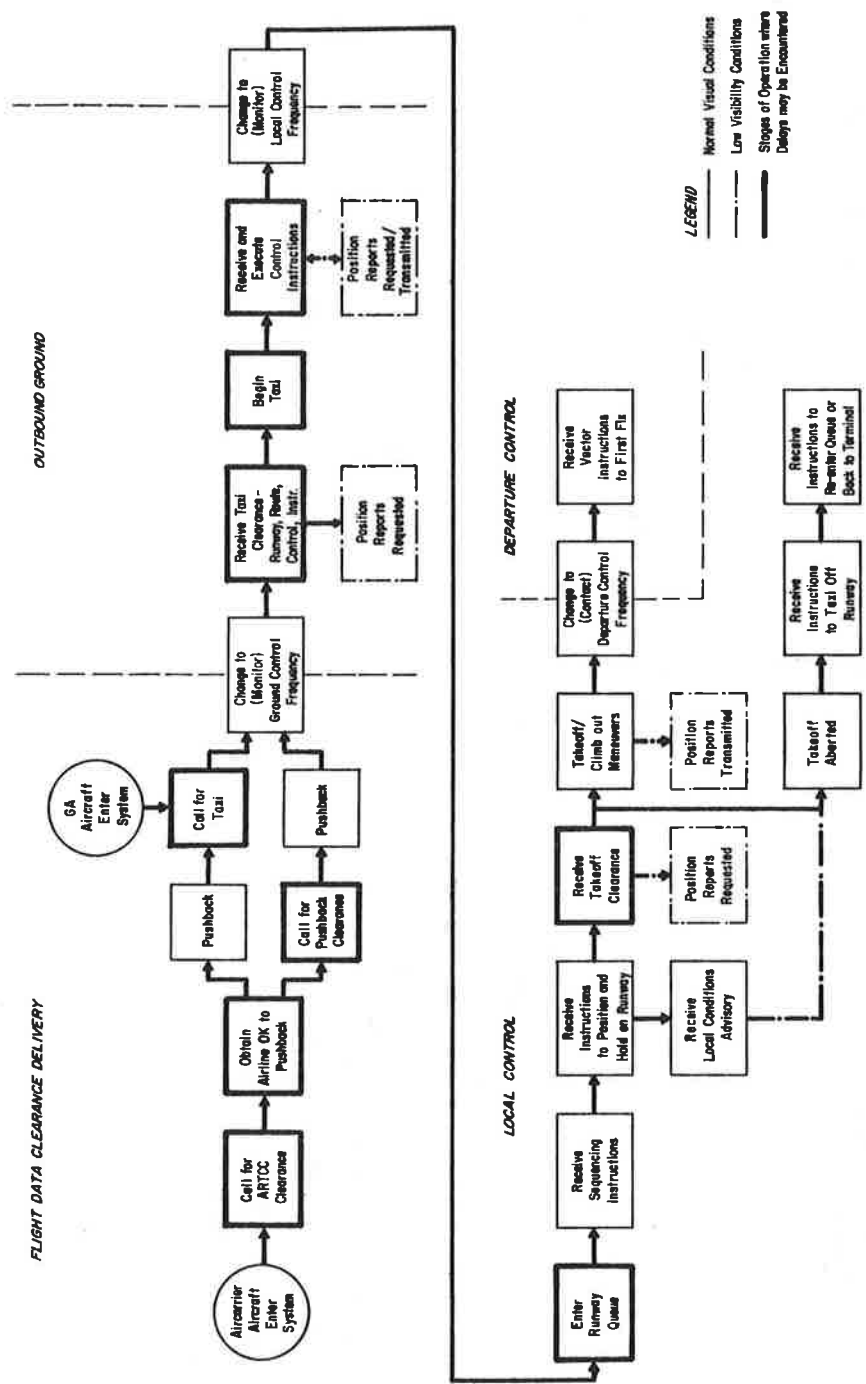 FLIGHT DATA CLEARANCE DELIVERY
Aircarrier
Aircraft
Enter
System
Call for
ARTCC
Clearance
Obtain
Airline OK to
Pushback
Pushback
Call for
Pushback
Clearance
GA
Aircraft
Enter
System
Call for
Taxi
Pushback
Change to
(Monitor)
Ground Control
Frequency
OUTBOUND GROUND
Receive Taxi
Clearance -
Runway, Route,
Control, Instr.
Position
Reports
Requested
Begin
Taxi
Receive and
Execute
Control
Instructions
Position
Reports
Requested/
Transmitted
Change to
(Monitor)
Local Control
Frequency
LOCAL CONTROL
Enter
Runway
Queue
Receive
Sequencing
Instructions
Receive
Instructions
to Position and
Hold on Runway
Receive
Local Conditions
Advisory
Receive
Takeoff
Clearance
Position
Reports
Requested
Takeoff/
Climb out
Maneuvers
Position
Reports
Transmitted
Takeoff
Aborted
DEPARTURE CONTROL
Change to
(Contact)
Departure Control
Frequency
Receive
Vector
Instructions
to First Fix
Receive
Instructions
to Taxi Off
Runway
Receive
Instructions to
Re-enter Queue or
Back to Terminal
LEGEND
Normal Visual Conditions
Low Visibility Conditions
Stages of Operation where
Delays may be Encountered